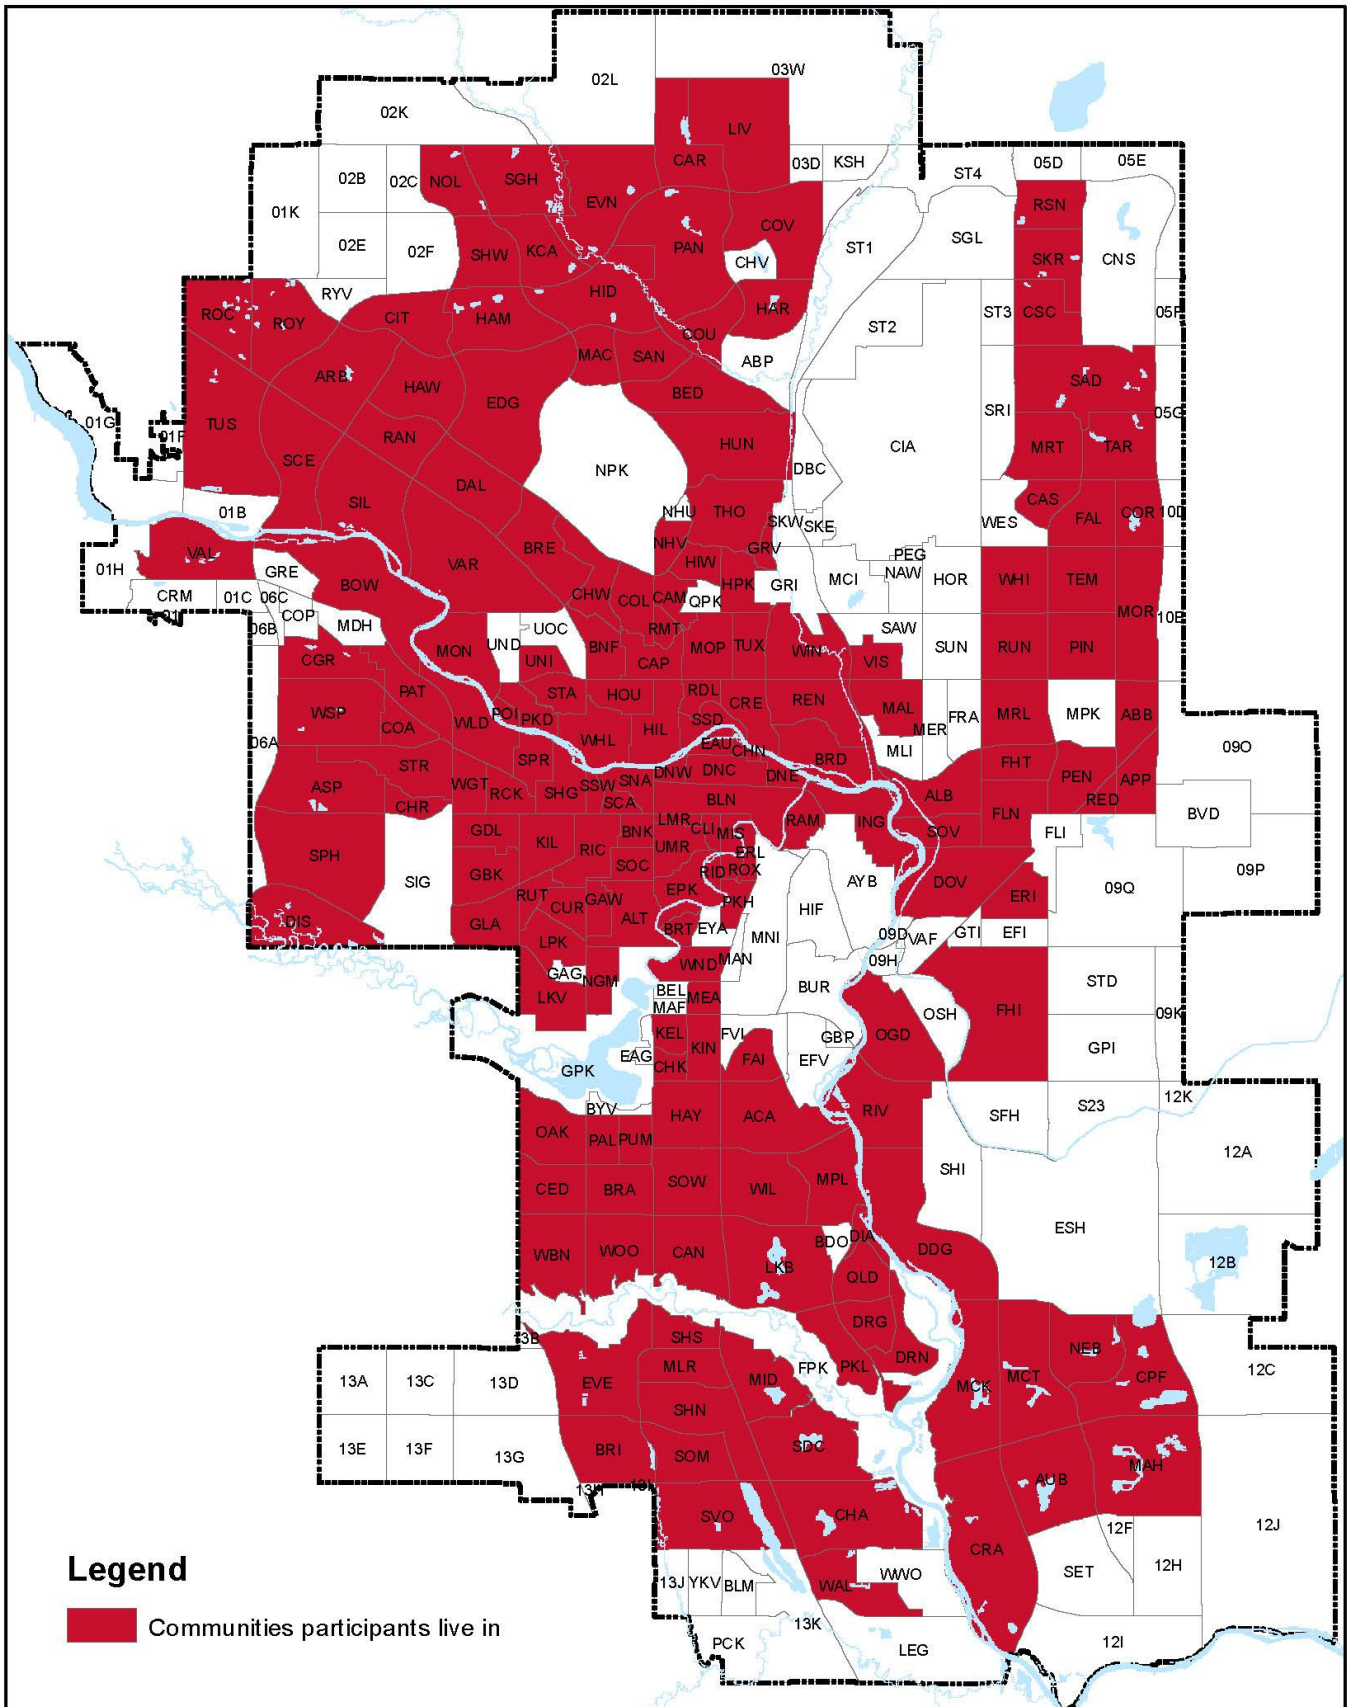 02L
03W
02K
LIV
CAR
03D
KSH
05D
05E
02B
02C
NOL
SGH
ST4
EVN
RSN
01K
COV
02E
02F
SHW
KCA
PAN
ST1
SGL
SKR
CNS
CHV
RYV
HID
ROC
ROY
CIT
HAM
HAR
ST3
CSC
05F
ST2
COU
MAC
SAN
ABP
ARB
HAW
SAD
EDG
BED
TUS
01G
01F
SRI
05G
RAN
HUN
CIA
MRT
TAR
SCE
NPK
DBC
DAL
SIL
CAS
01B
NHU
THO
SKW
SKE
WES
FAL
COR
10D
NHV
BRE
GRV
VAL
HIW
PEG
01H
GRE
BOW
VAR
HPK
GRI
MCI
NAW
HOR
WHI
TEM
CRM
01C
06C
CHW
COL
CAM
QPK
COP
MDH
MOR
10E
01I
06B
UOC
RMT
SAW
UND
BNF
MOP
TUX
WIN
SUN
RUN
PIN
CGR
MON
UNI
CAP
VIS
PAT
STA
HOU
RDL
CRE
REN
WSP
COA
WLD
POI
PKD
SSD
MAL
MER
FRA
MRL
MPK
ABB
06A
WHL
HIL
EAU
CHN
MLI
09O
STR
SPR
DNW
DNC
DNE
BRD
FHT
PEN
APP
ASP
CHR
WGT
RCK
SHG
SSW
SNA
SCA
BLN
ALB
RED
GDL
KIL
RIC
BNK
LMR
CLI
MIS
RAM
ING
SOV
FLN
FLI
BVD
SPH
UMR
ERL
SIG
GBK
SOC
RID
ROX
AYB
DOV
09P
RUT
CUR
GAW
EPK
PKH
HIF
ERI
09Q
DIS
GLA
ALT
BRT
EYA
MNI
09D
VAF
GTI
EFI
LPK
GAG
NGM
WND
MAN
09H
BEL
BUR
STD
LKV
MEA
MAF
OSH
FHI
09K
KEL
KIN
FVI
GBP
OGD
EAG
CHK
FAI
EFV
GPI
GPK
BYV
HAY
ACA
RIV
SFH
S23
12K
OAK
PAL
PUM
12A
CED
BRA
SOW
WIL
MPL
SHI
ESH
WBN
WOO
CAN
BDO
DIA
DDG
LKB
QLD
12B
DRG
13B
SHS
NEB
13A
13C
13D
EVE
MLR
MID
FPK
PKL
DRN
MCK
MCT
CPF
12C
SHN
13E
13F
13G
BRI
SOM
SDC
AUB
MAH
13H
13I
SVO
CHA
12F
12J
CRA
SET
12H
13J
YKV
BLM
WAL
WWO
13K
PCK
LEG
12I
Legend
Communities participants live in